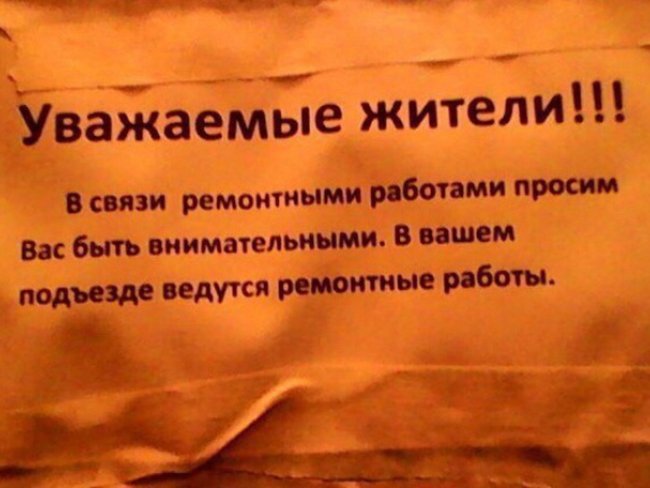 Уважаемые жители!!!
В связи ремонтными работами просим
Вас быть внимательными. В вашем
подъезде ведутся ремонтные работы.